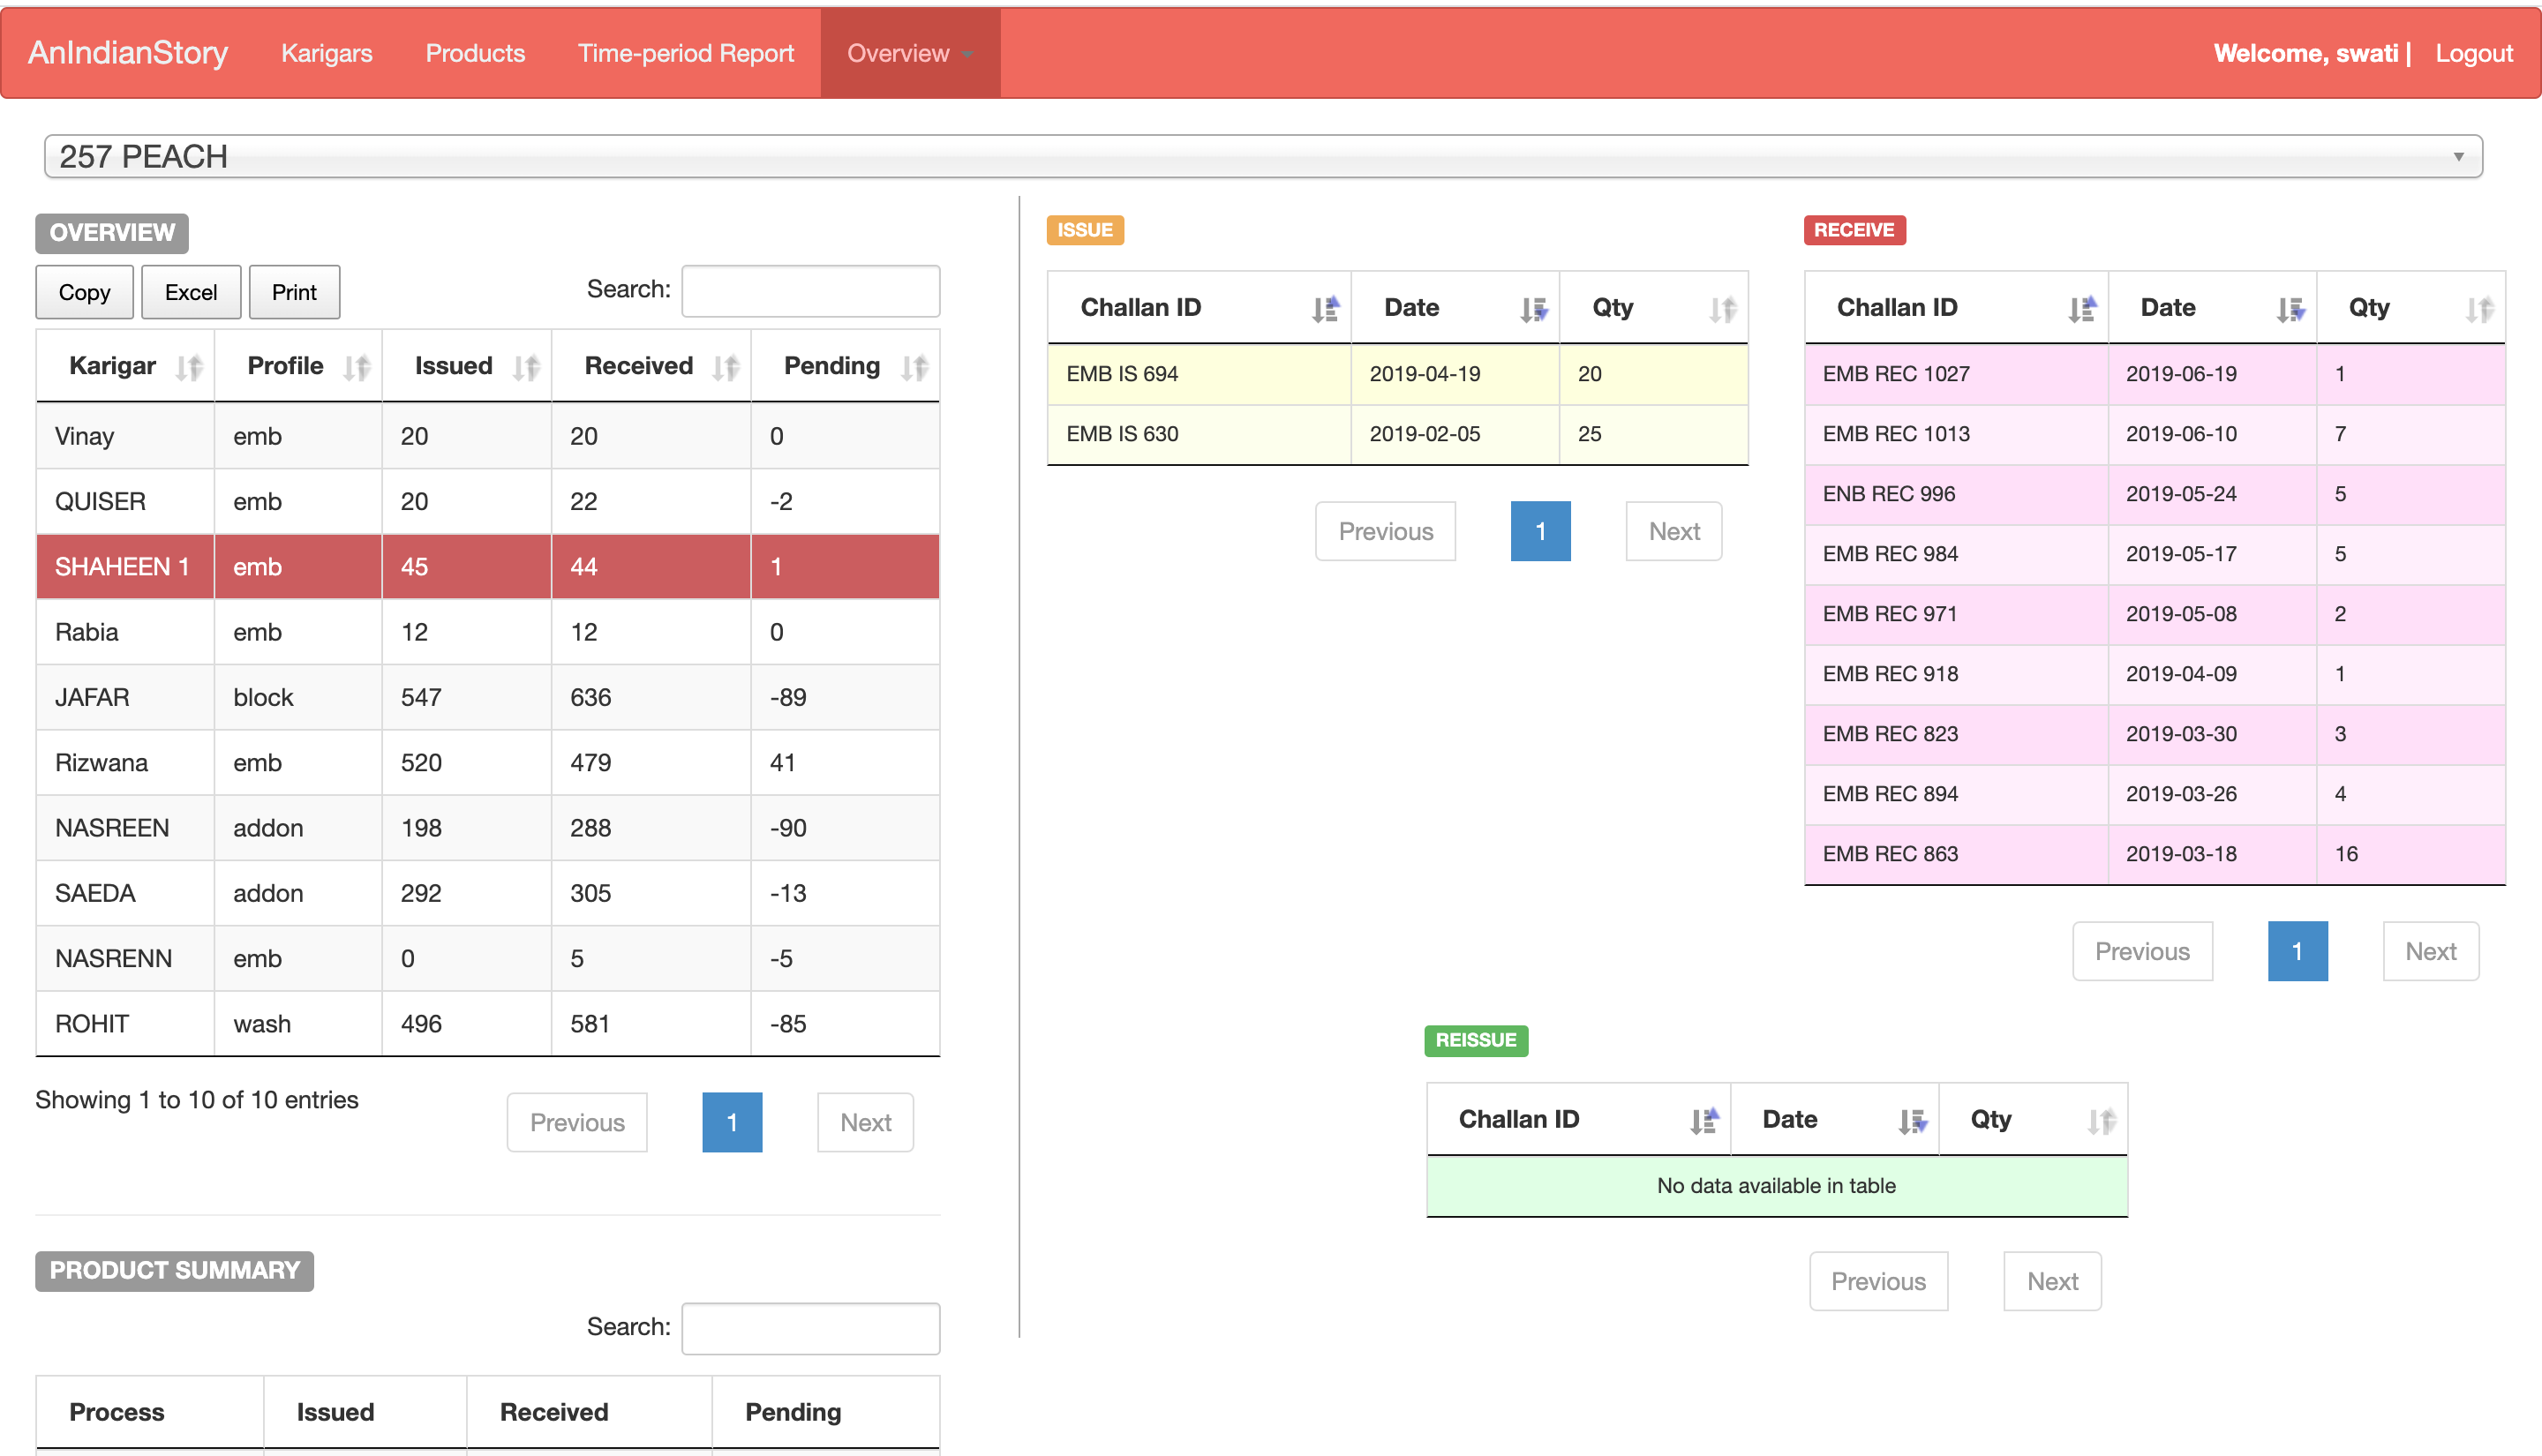 AnIndianStory Karigars Products Time-period Report Overview Welcome, swati | Logout
257 PEACH
OVERVIEW
Copy Excel Print Search:
Karigar Profile Issued Received Pending
Vinay emb 20 20 0
QUISER emb 20 22 -2
SHAHEEN 1 emb 45 44 1
Rabia emb 12 12 0
JAFAR block 547 636 -89
Rizwana emb 520 479 41
NASREEN addon 198 288 -90
SAEDA addon 292 305 -13
NASRENN emb 0 5 -5
ROHIT wash 496 581 -85
Showing 1 to 10 of 10 entries
Previous 1 Next
PRODUCT SUMMARY
Search:
Process Issued Received Pending
ISSUE
Challan ID Date Qty
EMB IS 694 2019-04-19 20
EMB IS 630 2019-02-05 25
Previous 1 Next
RECEIVE
Challan ID Date Qty
EMB REC 1027 2019-06-19 1
EMB REC 1013 2019-06-10 7
ENB REC 996 2019-05-24 5
EMB REC 984 2019-05-17 5
EMB REC 971 2019-05-08 2
EMB REC 918 2019-04-09 1
EMB REC 823 2019-03-30 3
EMB REC 894 2019-03-26 4
EMB REC 863 2019-03-18 16
Previous 1 Next
REISSUE
Challan ID Date Qty
No data available in table
Previous Next